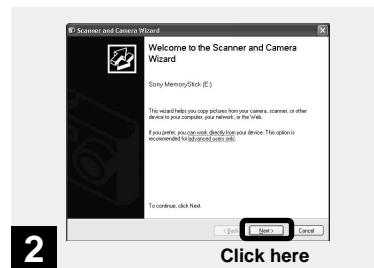 Scanner and Camera Wizard
Welcome to the Scanner and Camera
Wizard
Sony MemoryStick (E:)
This wizard helps you copy pictures from your camera, scanner, or other
device to your computer, your network, or the Web.
If you prefer, you can work directly from your device. This option is
recommended for advanced users only.
To continue, click Next.
< Back
Next >
Cancel
2
Click here